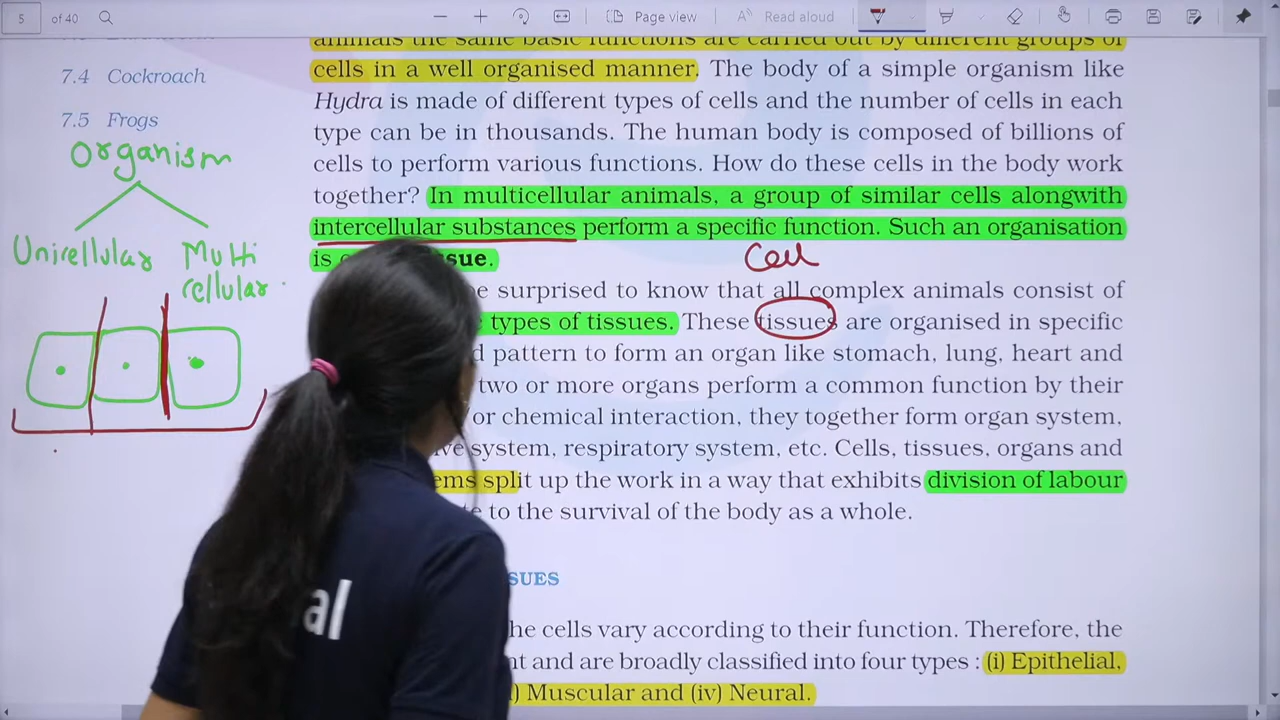 5 of 40 Page view Read aloud
7.4 Cockroach
7.5 Frogs
Organism
Unicellular Multi
cellular
animals the same basic functions are carried out by different groups of
cells in a well organised manner. The body of a simple organism like
Hydra is made of different types of cells and the number of cells in each
type can be in thousands. The human body is composed of billions of
cells to perform various functions. How do these cells in the body work
together? In multicellular animals, a group of similar cells alongwith
intercellular substances perform a specific function. Such an organisation
is sue.
Cell
be surprised to know that all complex animals consist of
types of tissues. These tissues are organised in specific
pattern to form an organ like stomach, lung, heart and
two or more organs perform a common function by their
/or chemical interaction, they together form organ system,
system, respiratory system, etc. Cells, tissues, organs and
ems split up the work in a way that exhibits division of labour
to the survival of the body as a whole.
SUES
he cells vary according to their function. Therefore, the
nt and are broadly classified into four types : (i) Epithelial,
) Muscular and (iv) Neural.
al